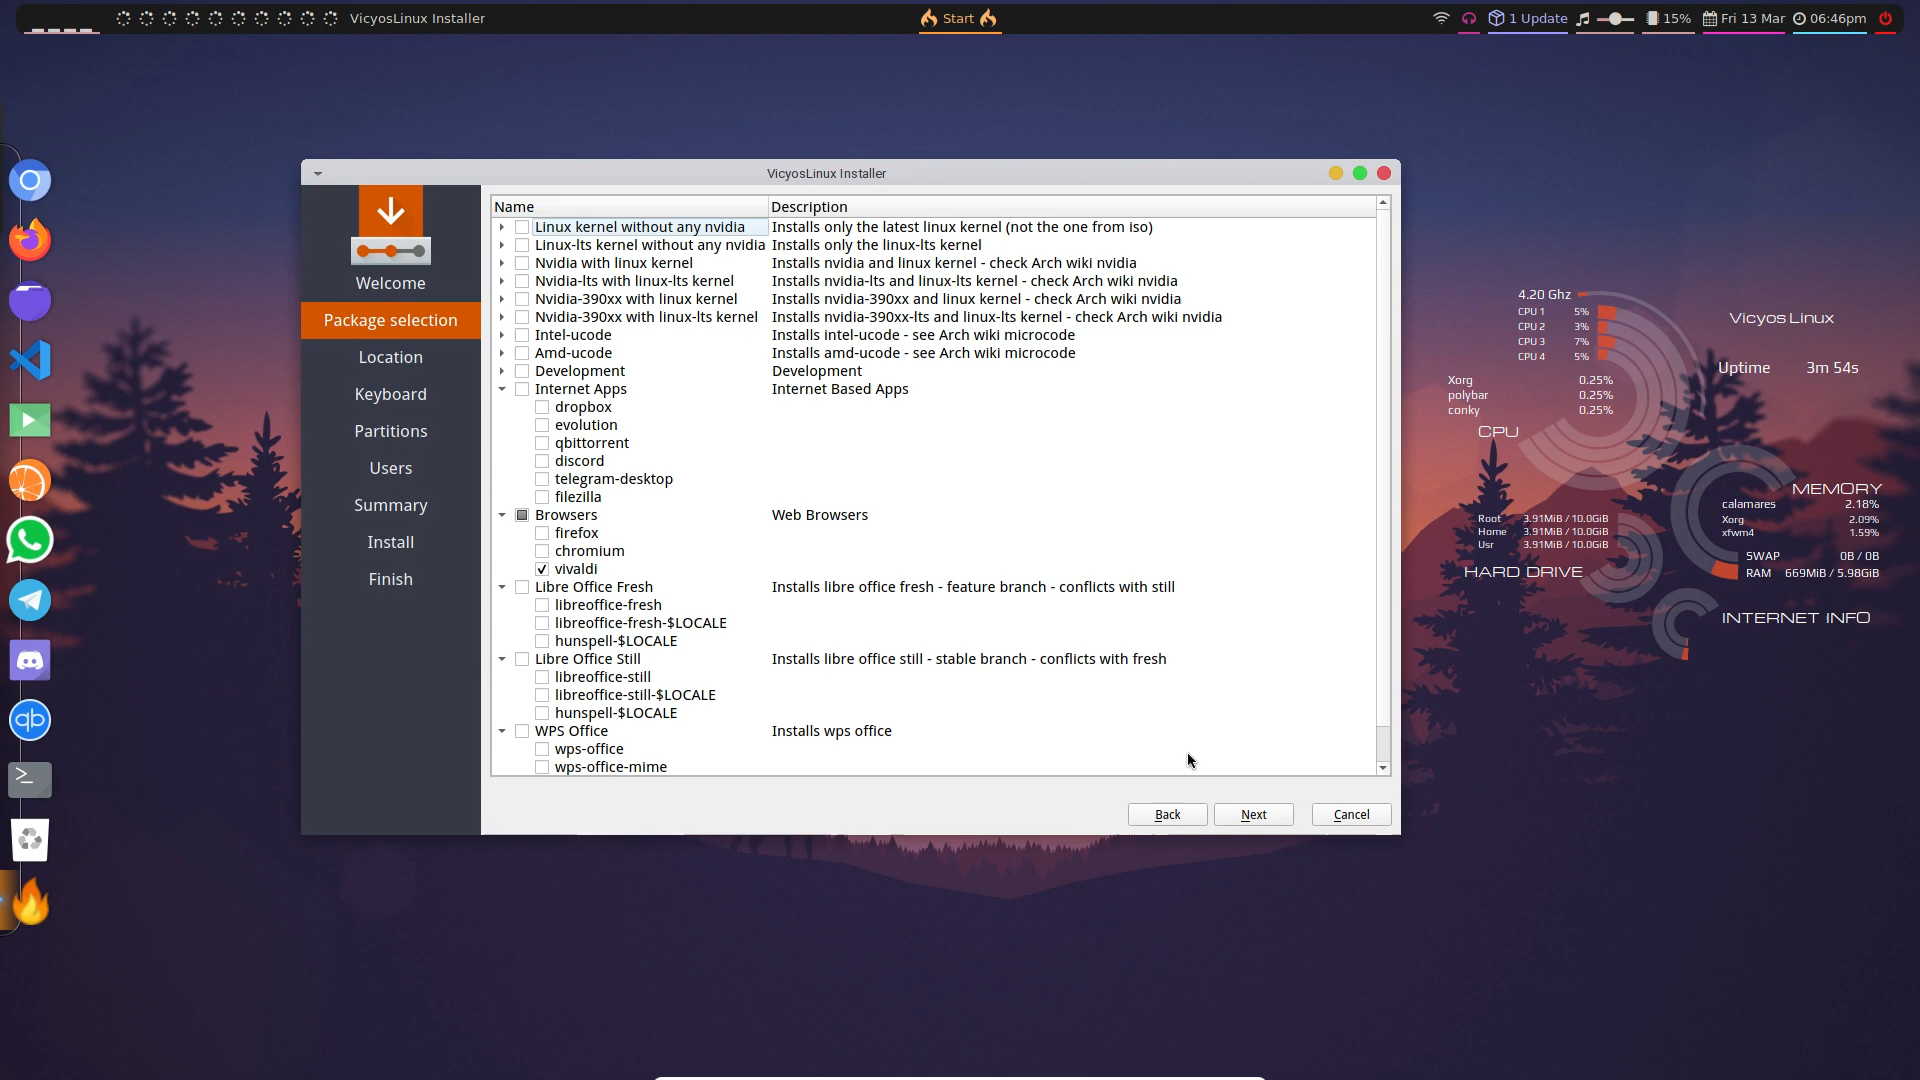 VicyosLinux Installer
Start
1 Update
15%
Fri 13 Mar
06:46pm
VicyosLinux Installer
Welcome
Package selection
Location
Keyboard
Partitions
Users
Summary
Install
Finish
Name Description
Linux kernel without any nvidia Installs only the latest linux kernel (not the one from iso)
Linux-lts kernel without any nvidia Installs only the linux-lts kernel
Nvidia with linux kernel Installs nvidia and linux kernel - check Arch wiki nvidia
Nvidia-lts with linux-lts kernel Installs nvidia-lts and linux-lts kernel - check Arch wiki nvidia
Nvidia-390xx with linux kernel Installs nvidia-390xx and linux kernel - check Arch wiki nvidia
Nvidia-390xx with linux-lts kernel Installs nvidia-390xx-lts and linux-lts kernel - check Arch wiki nvidia
Intel-ucode Installs intel-ucode - see Arch wiki microcode
Amd-ucode Installs amd-ucode - see Arch wiki microcode
Development Development
Internet Apps Internet Based Apps
dropbox
evolution
qbittorrent
discord
telegram-desktop
filezilla
Browsers Web Browsers
firefox
chromium
vivaldi
Libre Office Fresh Installs libre office fresh - feature branch - conflicts with still
libreoffice-fresh
libreoffice-fresh-$LOCALE
hunspell-$LOCALE
Libre Office Still Installs libre office still - stable branch - conflicts with fresh
libreoffice-still
libreoffice-still-$LOCALE
hunspell-$LOCALE
WPS Office Installs wps office
wps-office
wps-office-mime
Back Next Cancel
4.20 Ghz
CPU 1 5%
CPU 2 3%
CPU 3 7%
CPU 4 5%
Xorg 0.25%
polybar 0.25%
conky 0.25%
CPU
Vicyos Linux
Uptime 3m 54s
MEMORY
calamares 2.18%
Xorg 2.09%
xfwm4 1.59%
SWAP 0B / 0B
RAM 669MiB / 5.98GiB
Root 3.91MiB / 10.0GiB
Home 3.91MiB / 10.0GiB
Usr 3.91MiB / 10.0GiB
HARD DRIVE
INTERNET INFO
qb